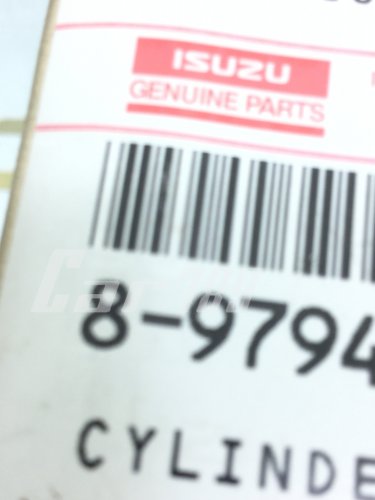 ISUZU
GENUINE PARTS
8-9794
CYLINDE